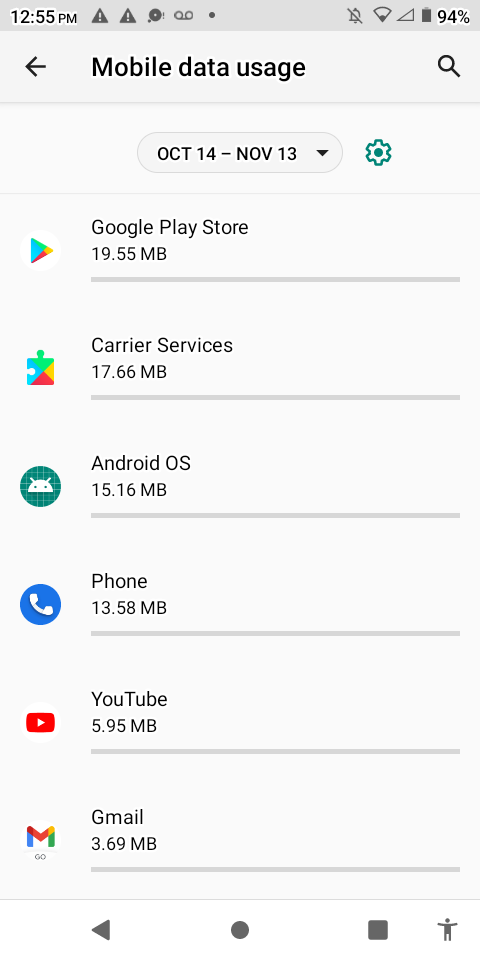 12:55 PM 94%
Mobile data usage
OCT 14 – NOV 13
Google Play Store
19.55 MB
Carrier Services
17.66 MB
Android OS
15.16 MB
Phone
13.58 MB
YouTube
5.95 MB
Gmail
3.69 MB
GO